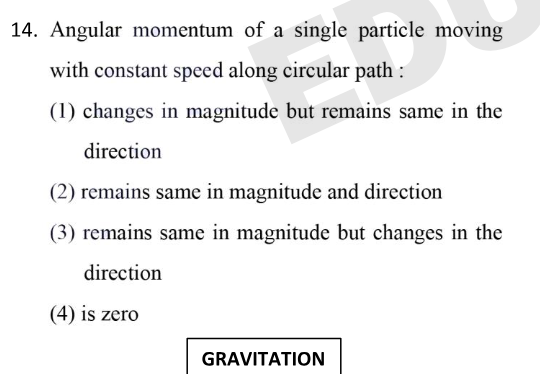 14. Angular momentum of a single particle moving
with constant speed along circular path :
(1) changes in magnitude but remains same in the
direction
(2) remains same in magnitude and direction
(3) remains same in magnitude but changes in the
direction
(4) is zero
GRAVITATION